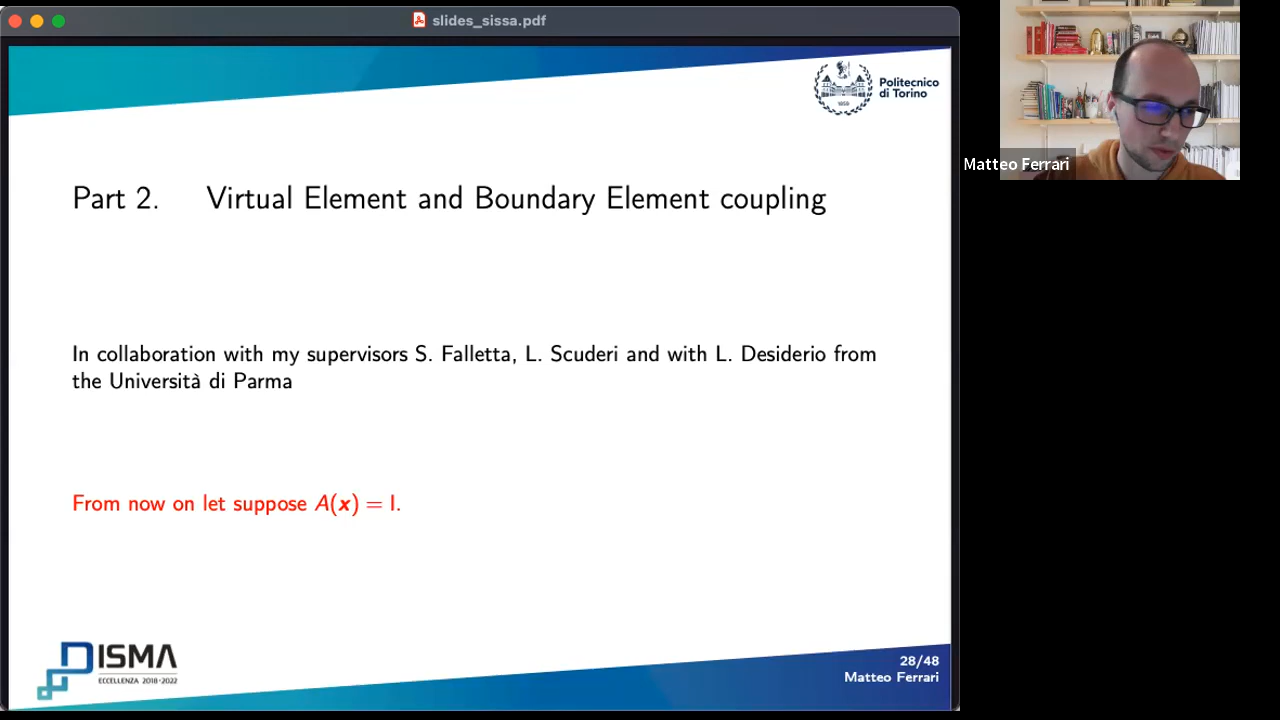 slides_sissa.pdf
Politecnico
di Torino
1859
Matteo Ferrari
Part 2. Virtual Element and Boundary Element coupling
In collaboration with my supervisors S. Falletta, L. Scuderi and with L. Desiderio from
the Università di Parma
From now on let suppose A(x) = I.
DISMA
ECCELLENZA 2018·2022
28/48
Matteo Ferrari